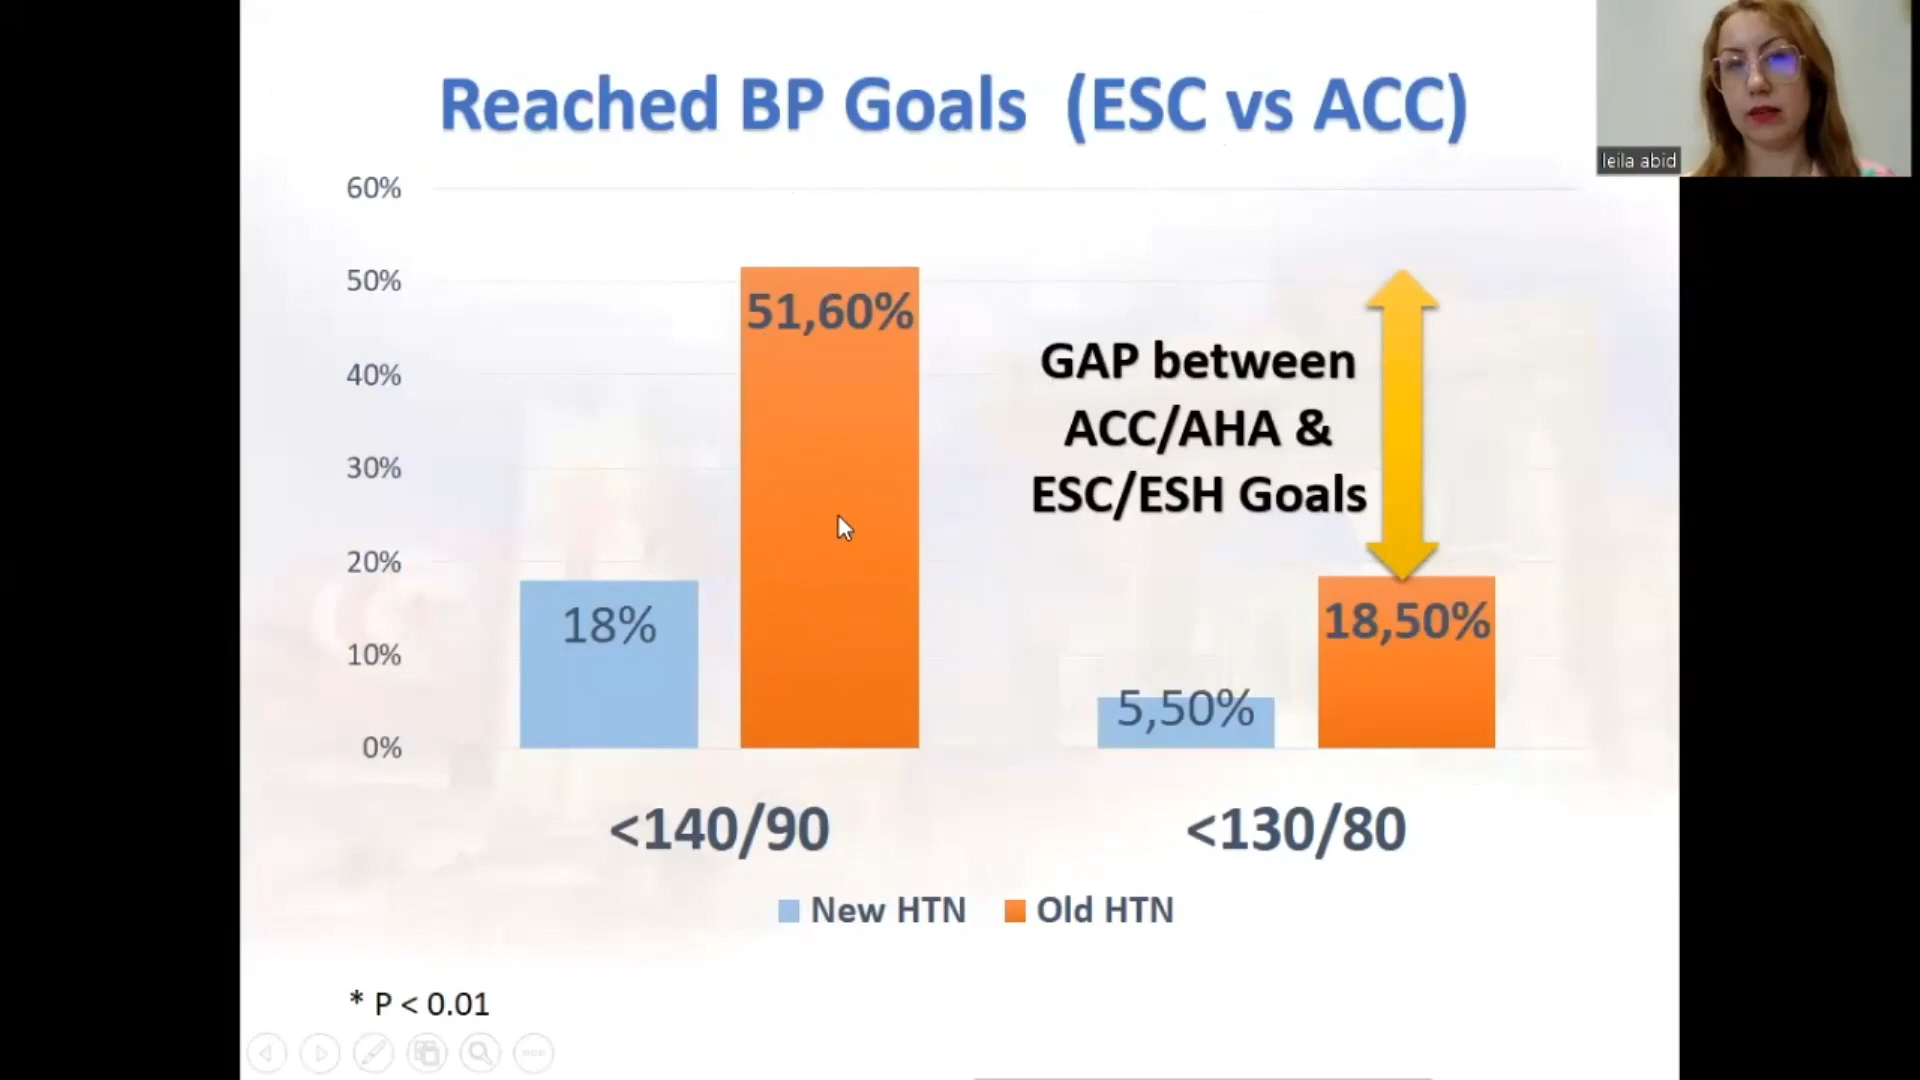 Reached BP Goals (ESC vs ACC)
leila abid
60%
50%
40%
30%
20%
10%
0%
18%
51,60%
5,50%
18,50%
GAP between
ACC/AHA &
ESC/ESH Goals
<140/90
<130/80
New HTN
Old HTN
* P < 0.01